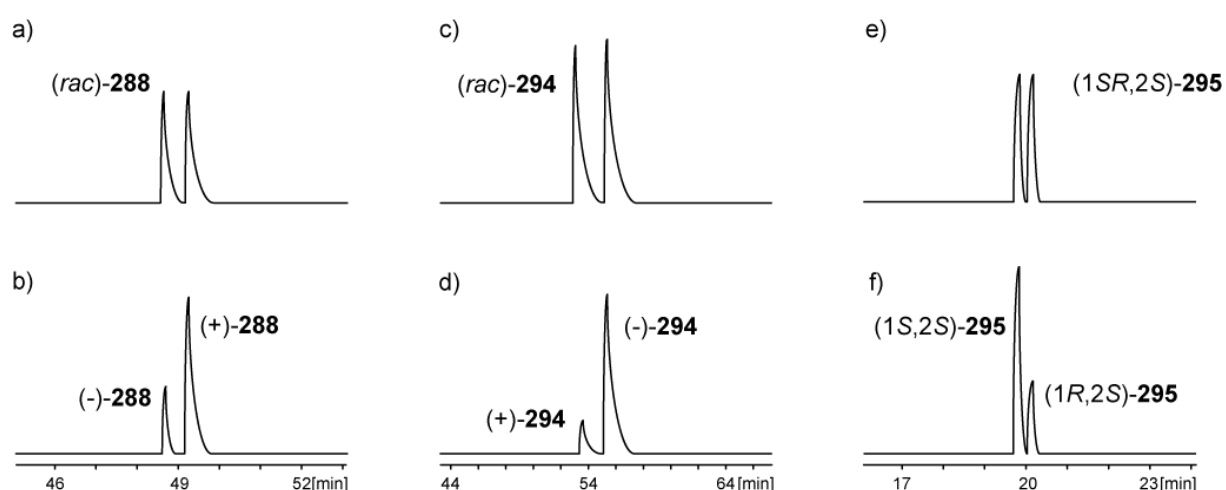 a)
(rac)-288
c)
(rac)-294
e)
(1SR,2S)-295
b)
(+)-288
(-)-288
d)
(-)-294
(+)-294
f)
(1S,2S)-295
(1R,2S)-295
46 49 52[min]
44 54 64[min]
17 20 23[min]